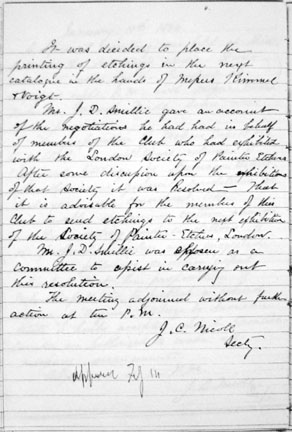 It was decided to place the
printing of etchings in the next
catalogue in the hands of Messrs Kimmel
& Voigt.
Mr. J. D. Smillie gave an account
of the negotiations he had had in behalf
of members of the Club who had exhibited
with the London Society of Painter Etchers.
After some discussion upon the exhibitions
of that Society it was Resolved — That
it is advisable for the members of this
Club to send etchings to the next exhibition
of the Society of Painter-Etchers, London.
Mr. J. D. Smillie was chosen as a
committee to assist in carrying out
this resolution.
The meeting adjourned without further
action at ten P.M.
J. C. Nicoll
Secty.